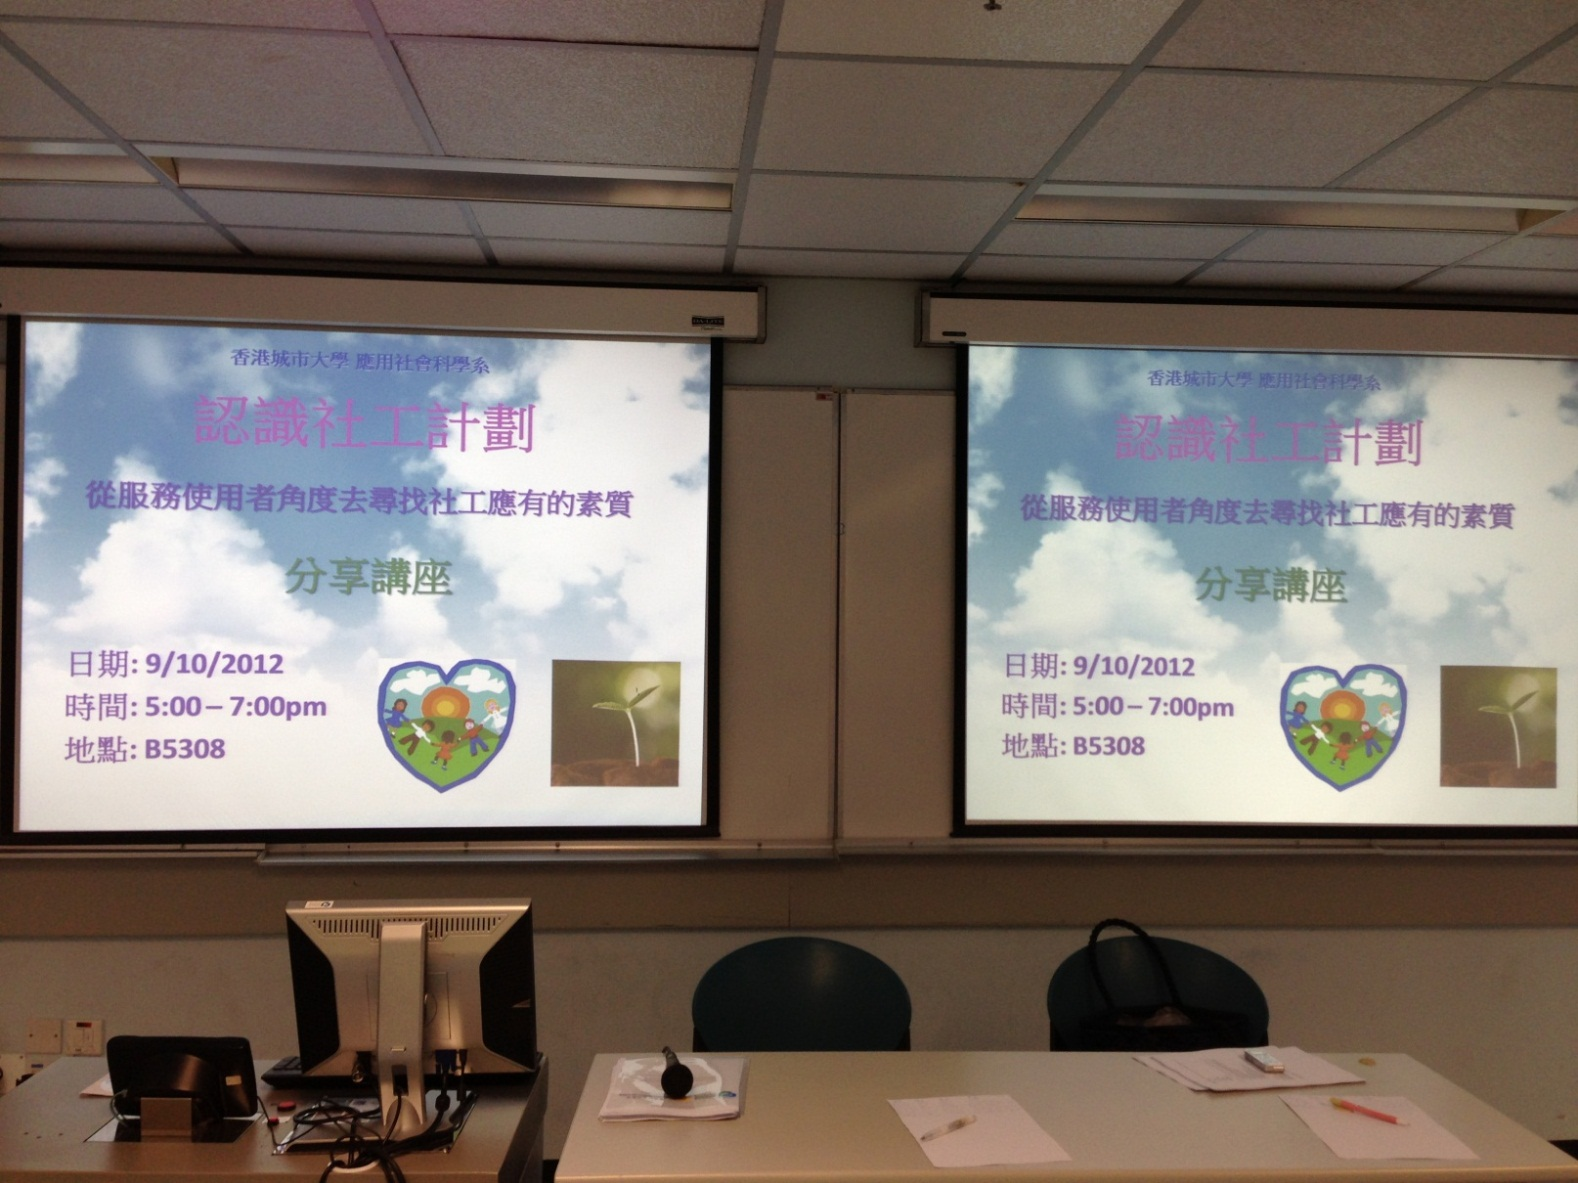 香港城市大學 應用社會科學系
認識社工計劃
從服務使用者角度去尋找社工應有的素質
分享講座
日期: 9/10/2012
時間: 5:00 – 7:00pm
地點: B5308
香港城市大學 應用社會科學系
認識社工計劃
從服務使用者角度去尋找社工應有的素質
分享講座
日期: 9/10/2012
時間: 5:00 – 7:00pm
地點: B5308